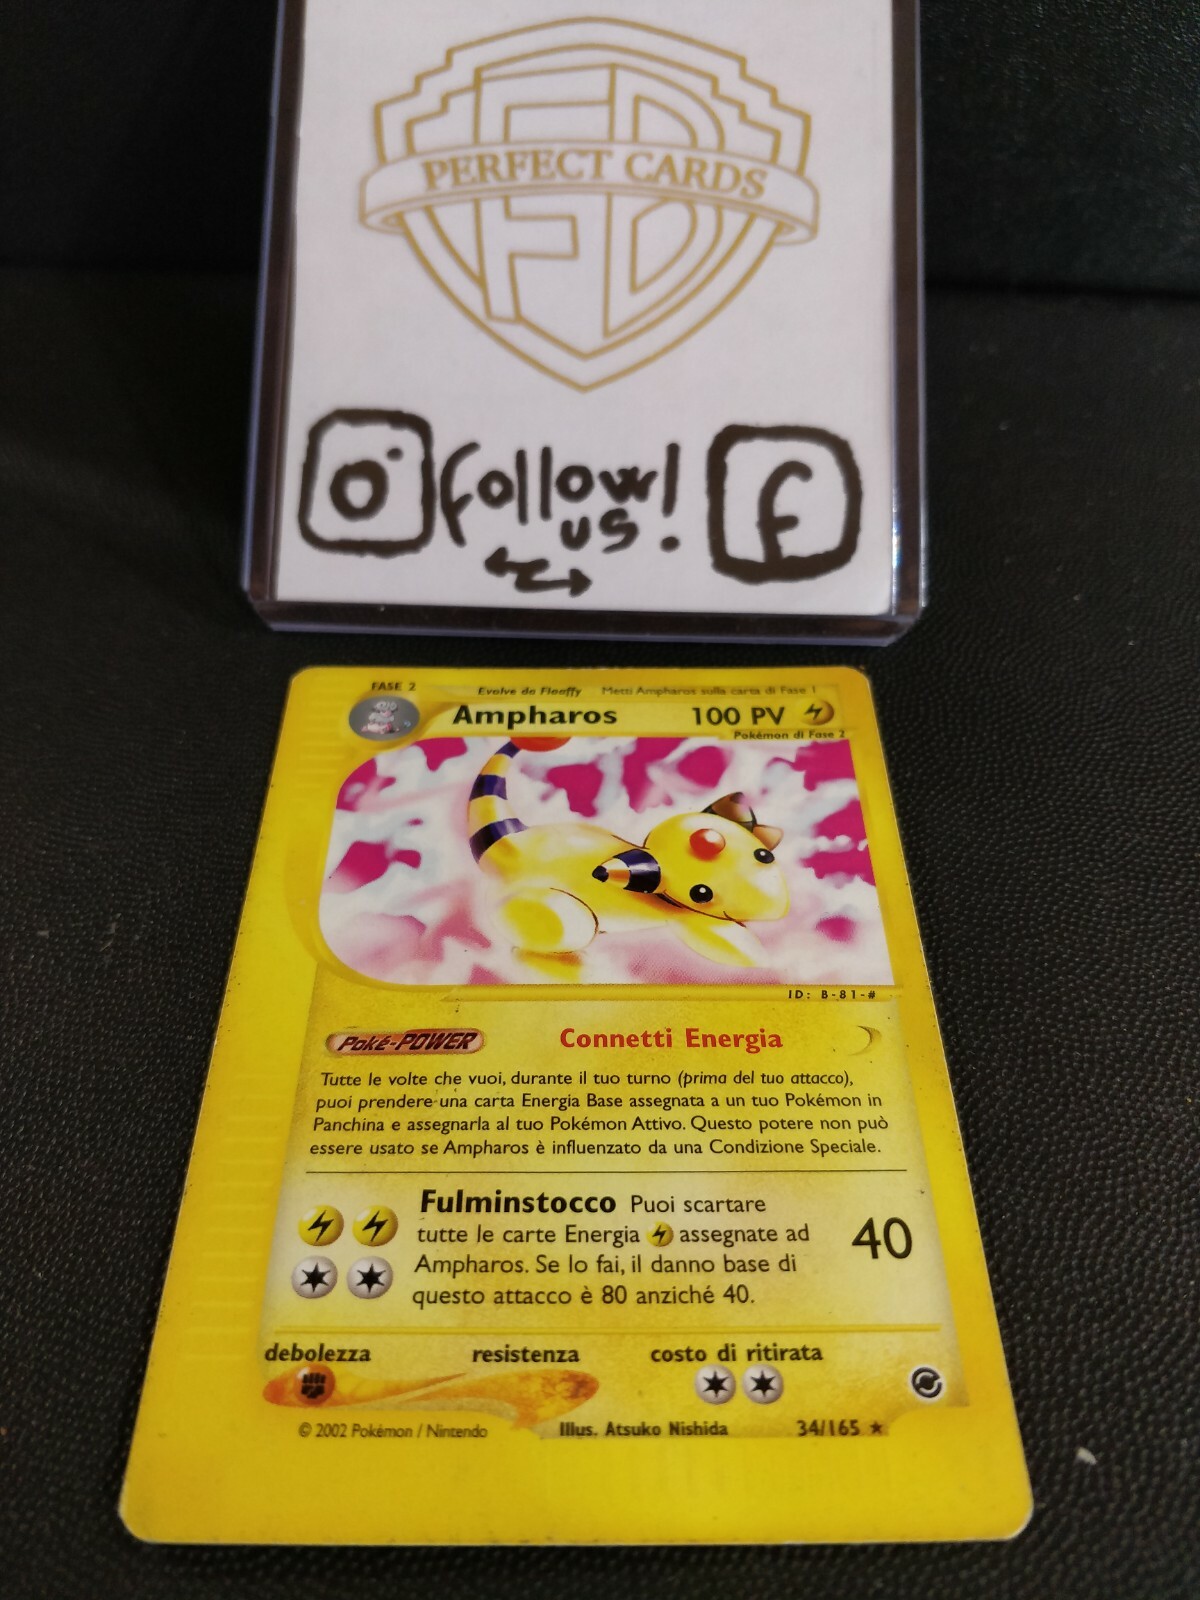 PERFECT CARDS
FB
Follow us!
f
FASE 2
Evolve da Flaaffy Metti Ampharos sulla carta di Fase 1
Ampharos 100 PV
Pokémon di Fase 2
ID: B-81-#
Poké-POWER Connetti Energia
Tutte le volte che vuoi, durante il tuo turno (prima del tuo attacco),
puoi prendere una carta Energia Base assegnata a un tuo Pokémon in
Panchina e assegnarla al tuo Pokémon Attivo. Questo potere non può
essere usato se Ampharos è influenzato da una Condizione Speciale.
Fulminstocco Puoi scartare
tutte le carte Energia assegnate ad
Ampharos. Se lo fai, il danno base di
questo attacco è 80 anziché 40.
40
debolezza resistenza costo di ritirata
© 2002 Pokémon / Nintendo Illus. Atsuko Nishida 34/165 ★